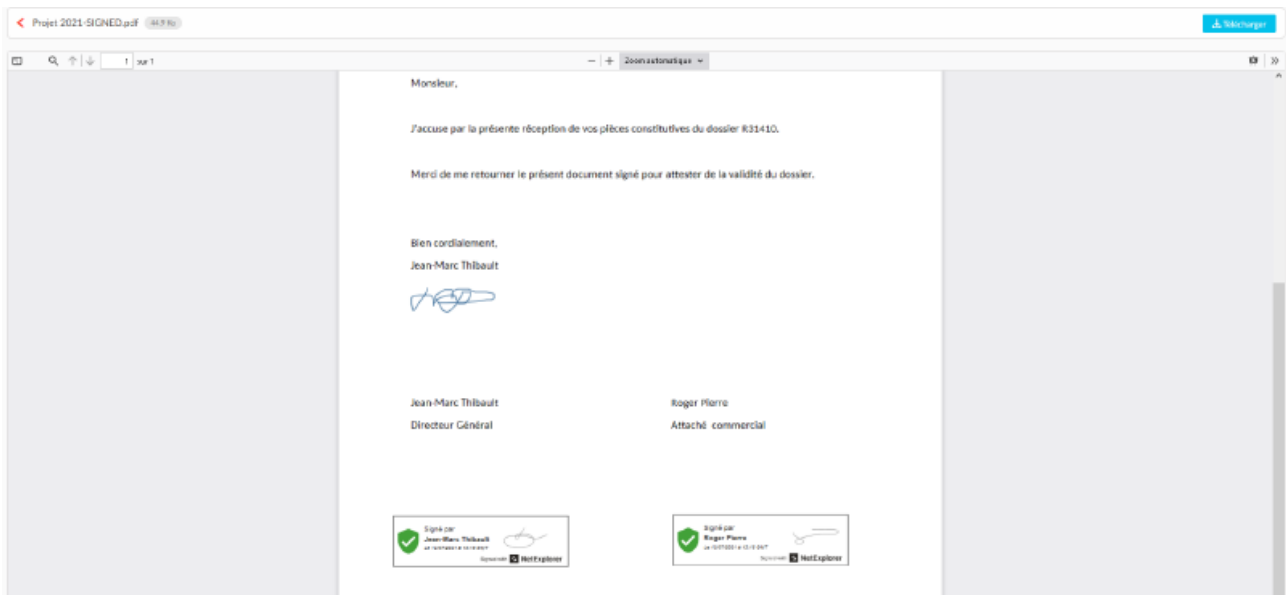 Projet 2021-SIGNED.pdf
Télécharger
1 sur 1
Zoom automatique
Monsieur,
J'accuse par la présente réception de vos pièces constitutives du dossier R31410.
Merci de me retourner le présent document signé pour attester de la validité du dossier.
Bien cordialement,
Jean-Marc Thibault
Jean-Marc Thibault Roger Pierre
Directeur Général Attaché commercial
Signé par
Jean-Marc Thibault
NetExplorer
Signé par
Roger Pierre
NetExplorer